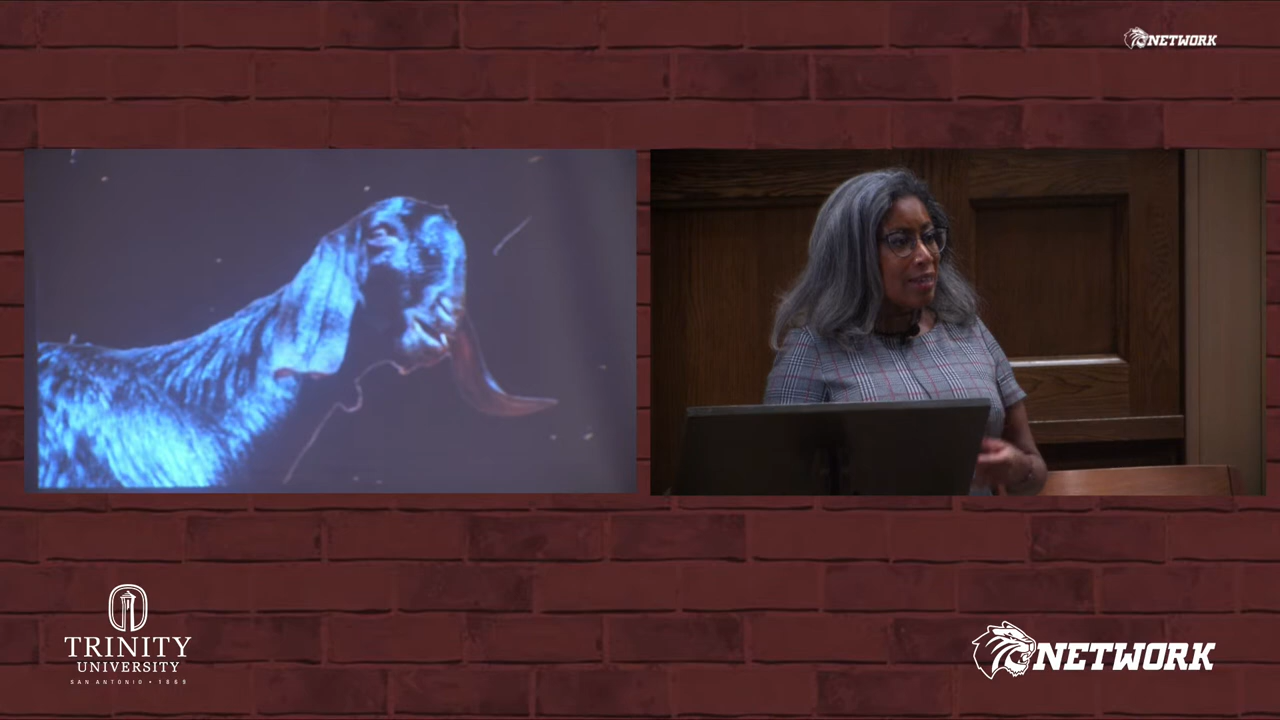 NETWORK
TRINITY
UNIVERSITY
SAN ANTONIO • 1869
NETWORK